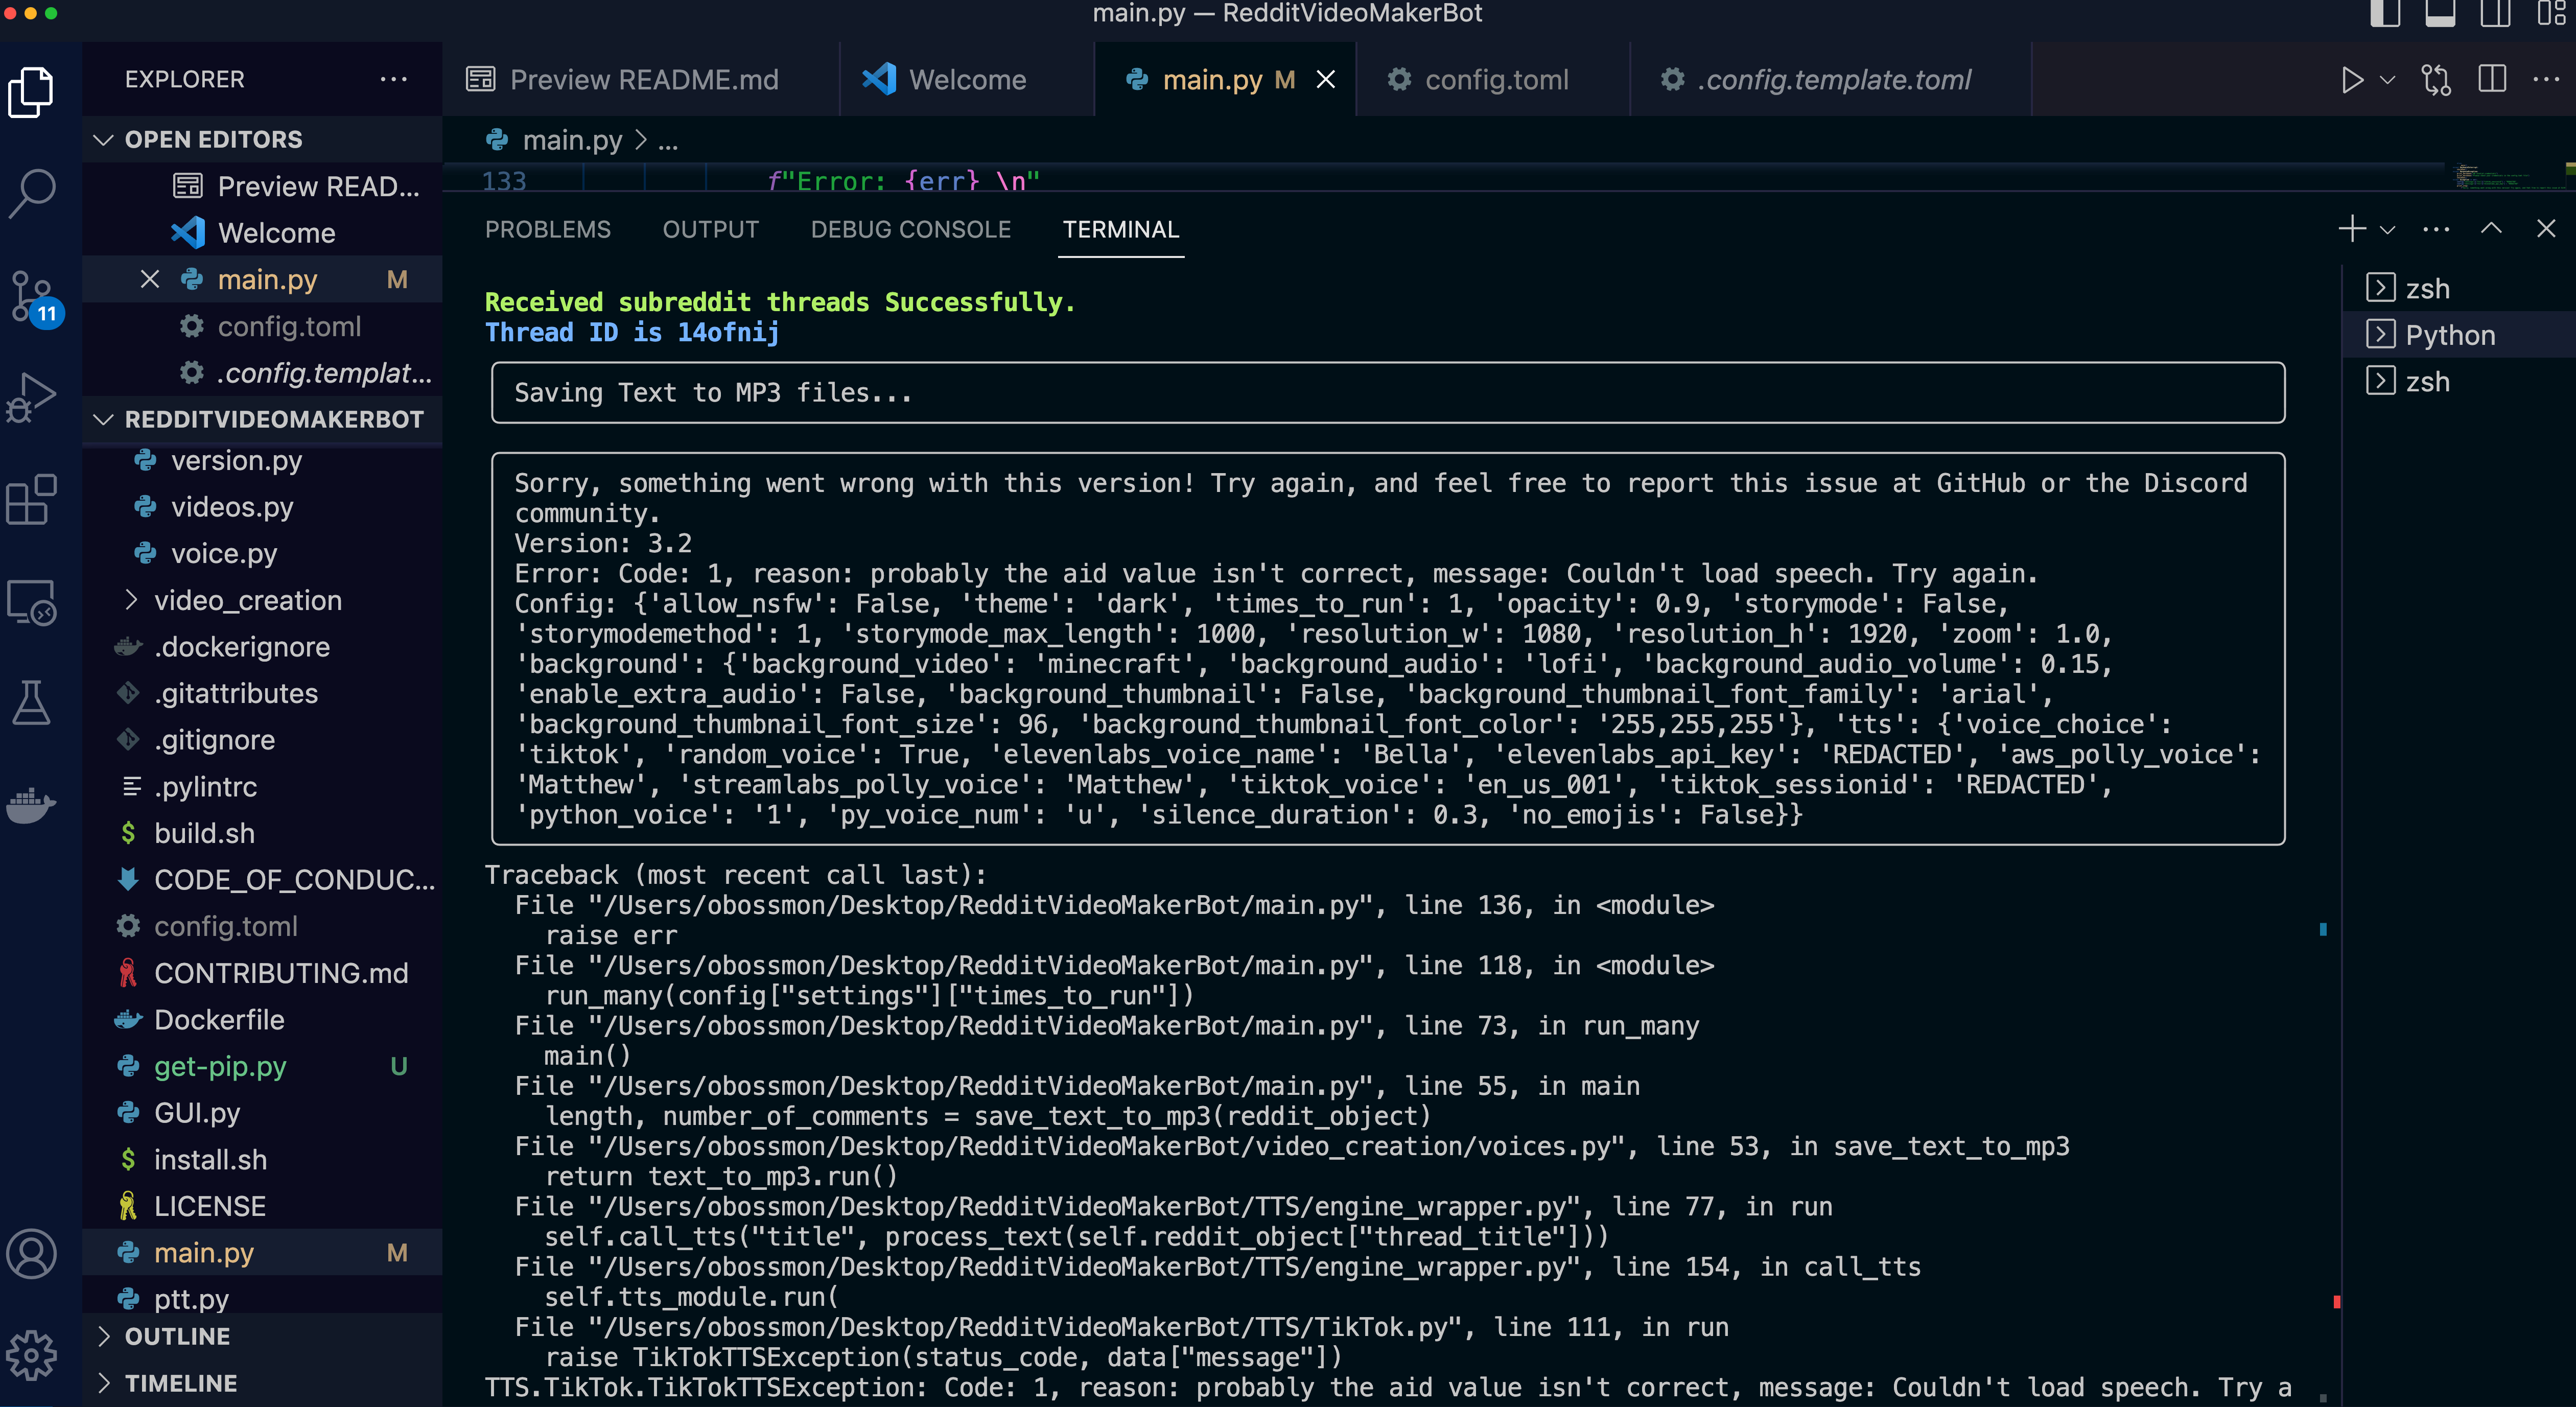 main.py — RedditVideoMakerBot
EXPLORER
Preview README.md
Welcome
main.py M
config.toml
.config.template.toml
OPEN EDITORS
Preview READ...
Welcome
main.py M
config.toml
.config.templat...
11
REDDITVIDEOMAKERBOT
version.py
videos.py
voice.py
video_creation
.dockerignore
.gitattributes
.gitignore
.pylintrc
build.sh
CODE_OF_CONDUC...
config.toml
CONTRIBUTING.md
Dockerfile
get-pip.py U
GUI.py
install.sh
LICENSE
main.py M
ptt.py
OUTLINE
TIMELINE
main.py > ...
133 f"Error: {err} \n"
PROBLEMS OUTPUT DEBUG CONSOLE TERMINAL
zsh
Python
zsh
Received subreddit threads Successfully.
Thread ID is 14ofnij
Saving Text to MP3 files...
Sorry, something went wrong with this version! Try again, and feel free to report this issue at GitHub or the Discord
community.
Version: 3.2
Error: Code: 1, reason: probably the aid value isn't correct, message: Couldn't load speech. Try again.
Config: {'allow_nsfw': False, 'theme': 'dark', 'times_to_run': 1, 'opacity': 0.9, 'storymode': False,
'storymodemethod': 1, 'storymode_max_length': 1000, 'resolution_w': 1080, 'resolution_h': 1920, 'zoom': 1.0,
'background': {'background_video': 'minecraft', 'background_audio': 'lofi', 'background_audio_volume': 0.15,
'enable_extra_audio': False, 'background_thumbnail': False, 'background_thumbnail_font_family': 'arial',
'background_thumbnail_font_size': 96, 'background_thumbnail_font_color': '255,255,255'}, 'tts': {'voice_choice':
'tiktok', 'random_voice': True, 'elevenlabs_voice_name': 'Bella', 'elevenlabs_api_key': 'REDACTED', 'aws_polly_voice':
'Matthew', 'streamlabs_polly_voice': 'Matthew', 'tiktok_voice': 'en_us_001', 'tiktok_sessionid': 'REDACTED',
'python_voice': '1', 'py_voice_num': 'u', 'silence_duration': 0.3, 'no_emojis': False}}
Traceback (most recent call last):
File "/Users/obossmon/Desktop/RedditVideoMakerBot/main.py", line 136, in <module>
raise err
File "/Users/obossmon/Desktop/RedditVideoMakerBot/main.py", line 118, in <module>
run_many(config["settings"]["times_to_run"])
File "/Users/obossmon/Desktop/RedditVideoMakerBot/main.py", line 73, in run_many
main()
File "/Users/obossmon/Desktop/RedditVideoMakerBot/main.py", line 55, in main
length, number_of_comments = save_text_to_mp3(reddit_object)
File "/Users/obossmon/Desktop/RedditVideoMakerBot/video_creation/voices.py", line 53, in save_text_to_mp3
return text_to_mp3.run()
File "/Users/obossmon/Desktop/RedditVideoMakerBot/TTS/engine_wrapper.py", line 77, in run
self.call_tts("title", process_text(self.reddit_object["thread_title"]))
File "/Users/obossmon/Desktop/RedditVideoMakerBot/TTS/engine_wrapper.py", line 154, in call_tts
self.tts_module.run(
File "/Users/obossmon/Desktop/RedditVideoMakerBot/TTS/TikTok.py", line 111, in run
raise TikTokTTSException(status_code, data["message"])
TTS.TikTok.TikTokTTSException: Code: 1, reason: probably the aid value isn't correct, message: Couldn't load speech. Try a